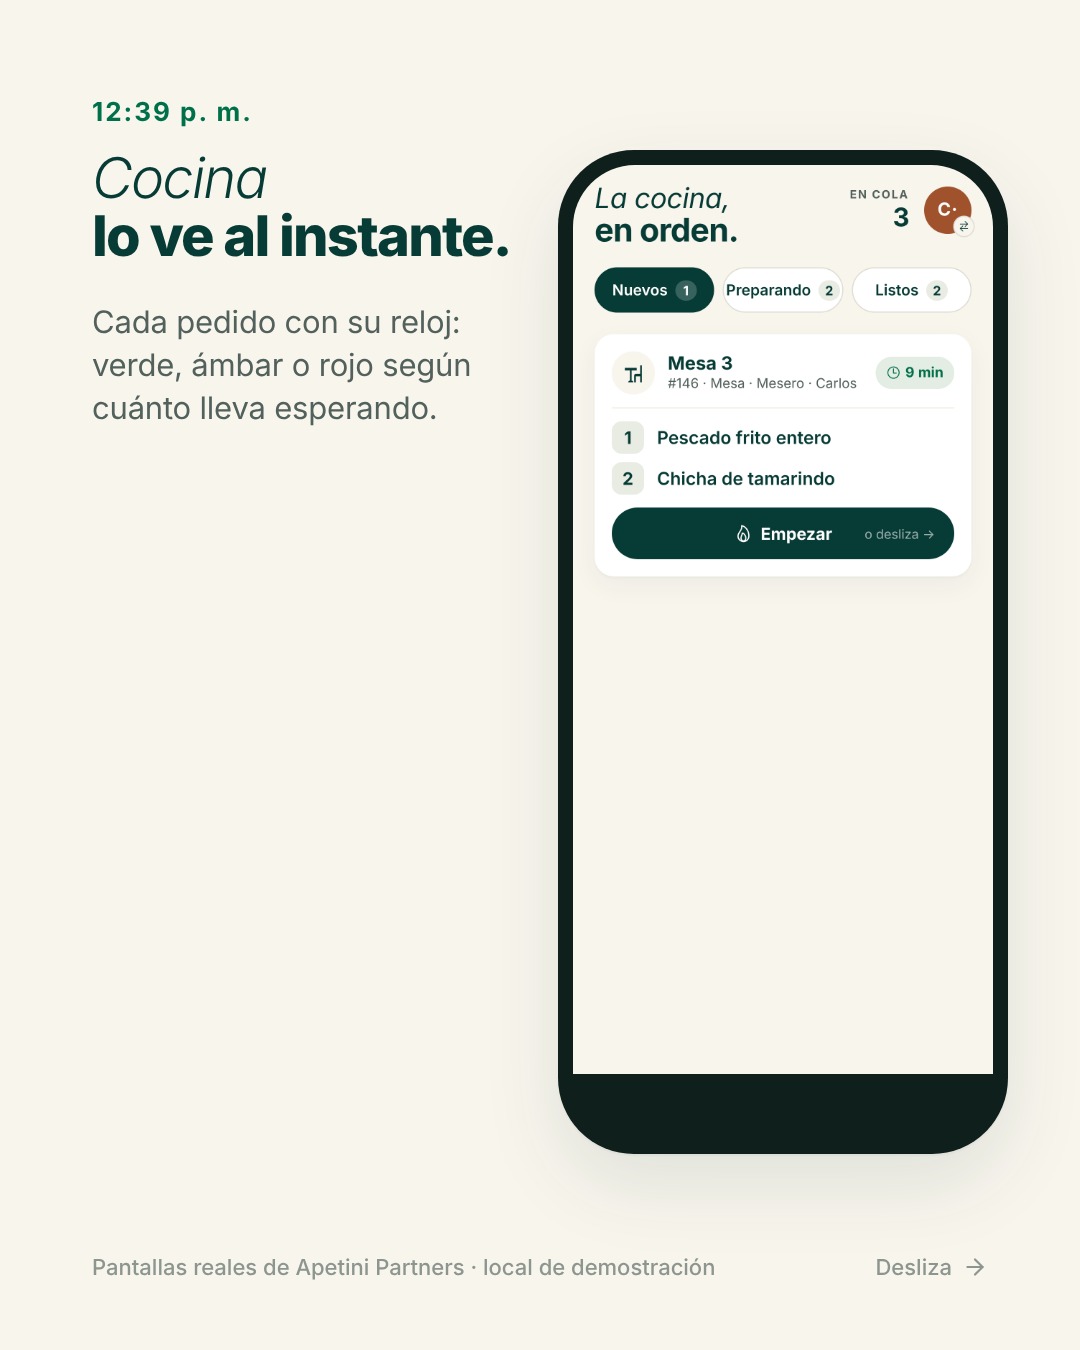 12:39 p. m.
Cocina
lo ve al instante.
Cada pedido con su reloj:
verde, ámbar o rojo según
cuánto lleva esperando.
La cocina,
en orden.
EN COLA
3
C·
Nuevos 1
Preparando 2
Listos 2
Mesa 3
#146 · Mesa · Mesero · Carlos
9 min
1 Pescado frito entero
2 Chicha de tamarindo
Empezar
o desliza →
Pantallas reales de Apetini Partners · local de demostración
Desliza →